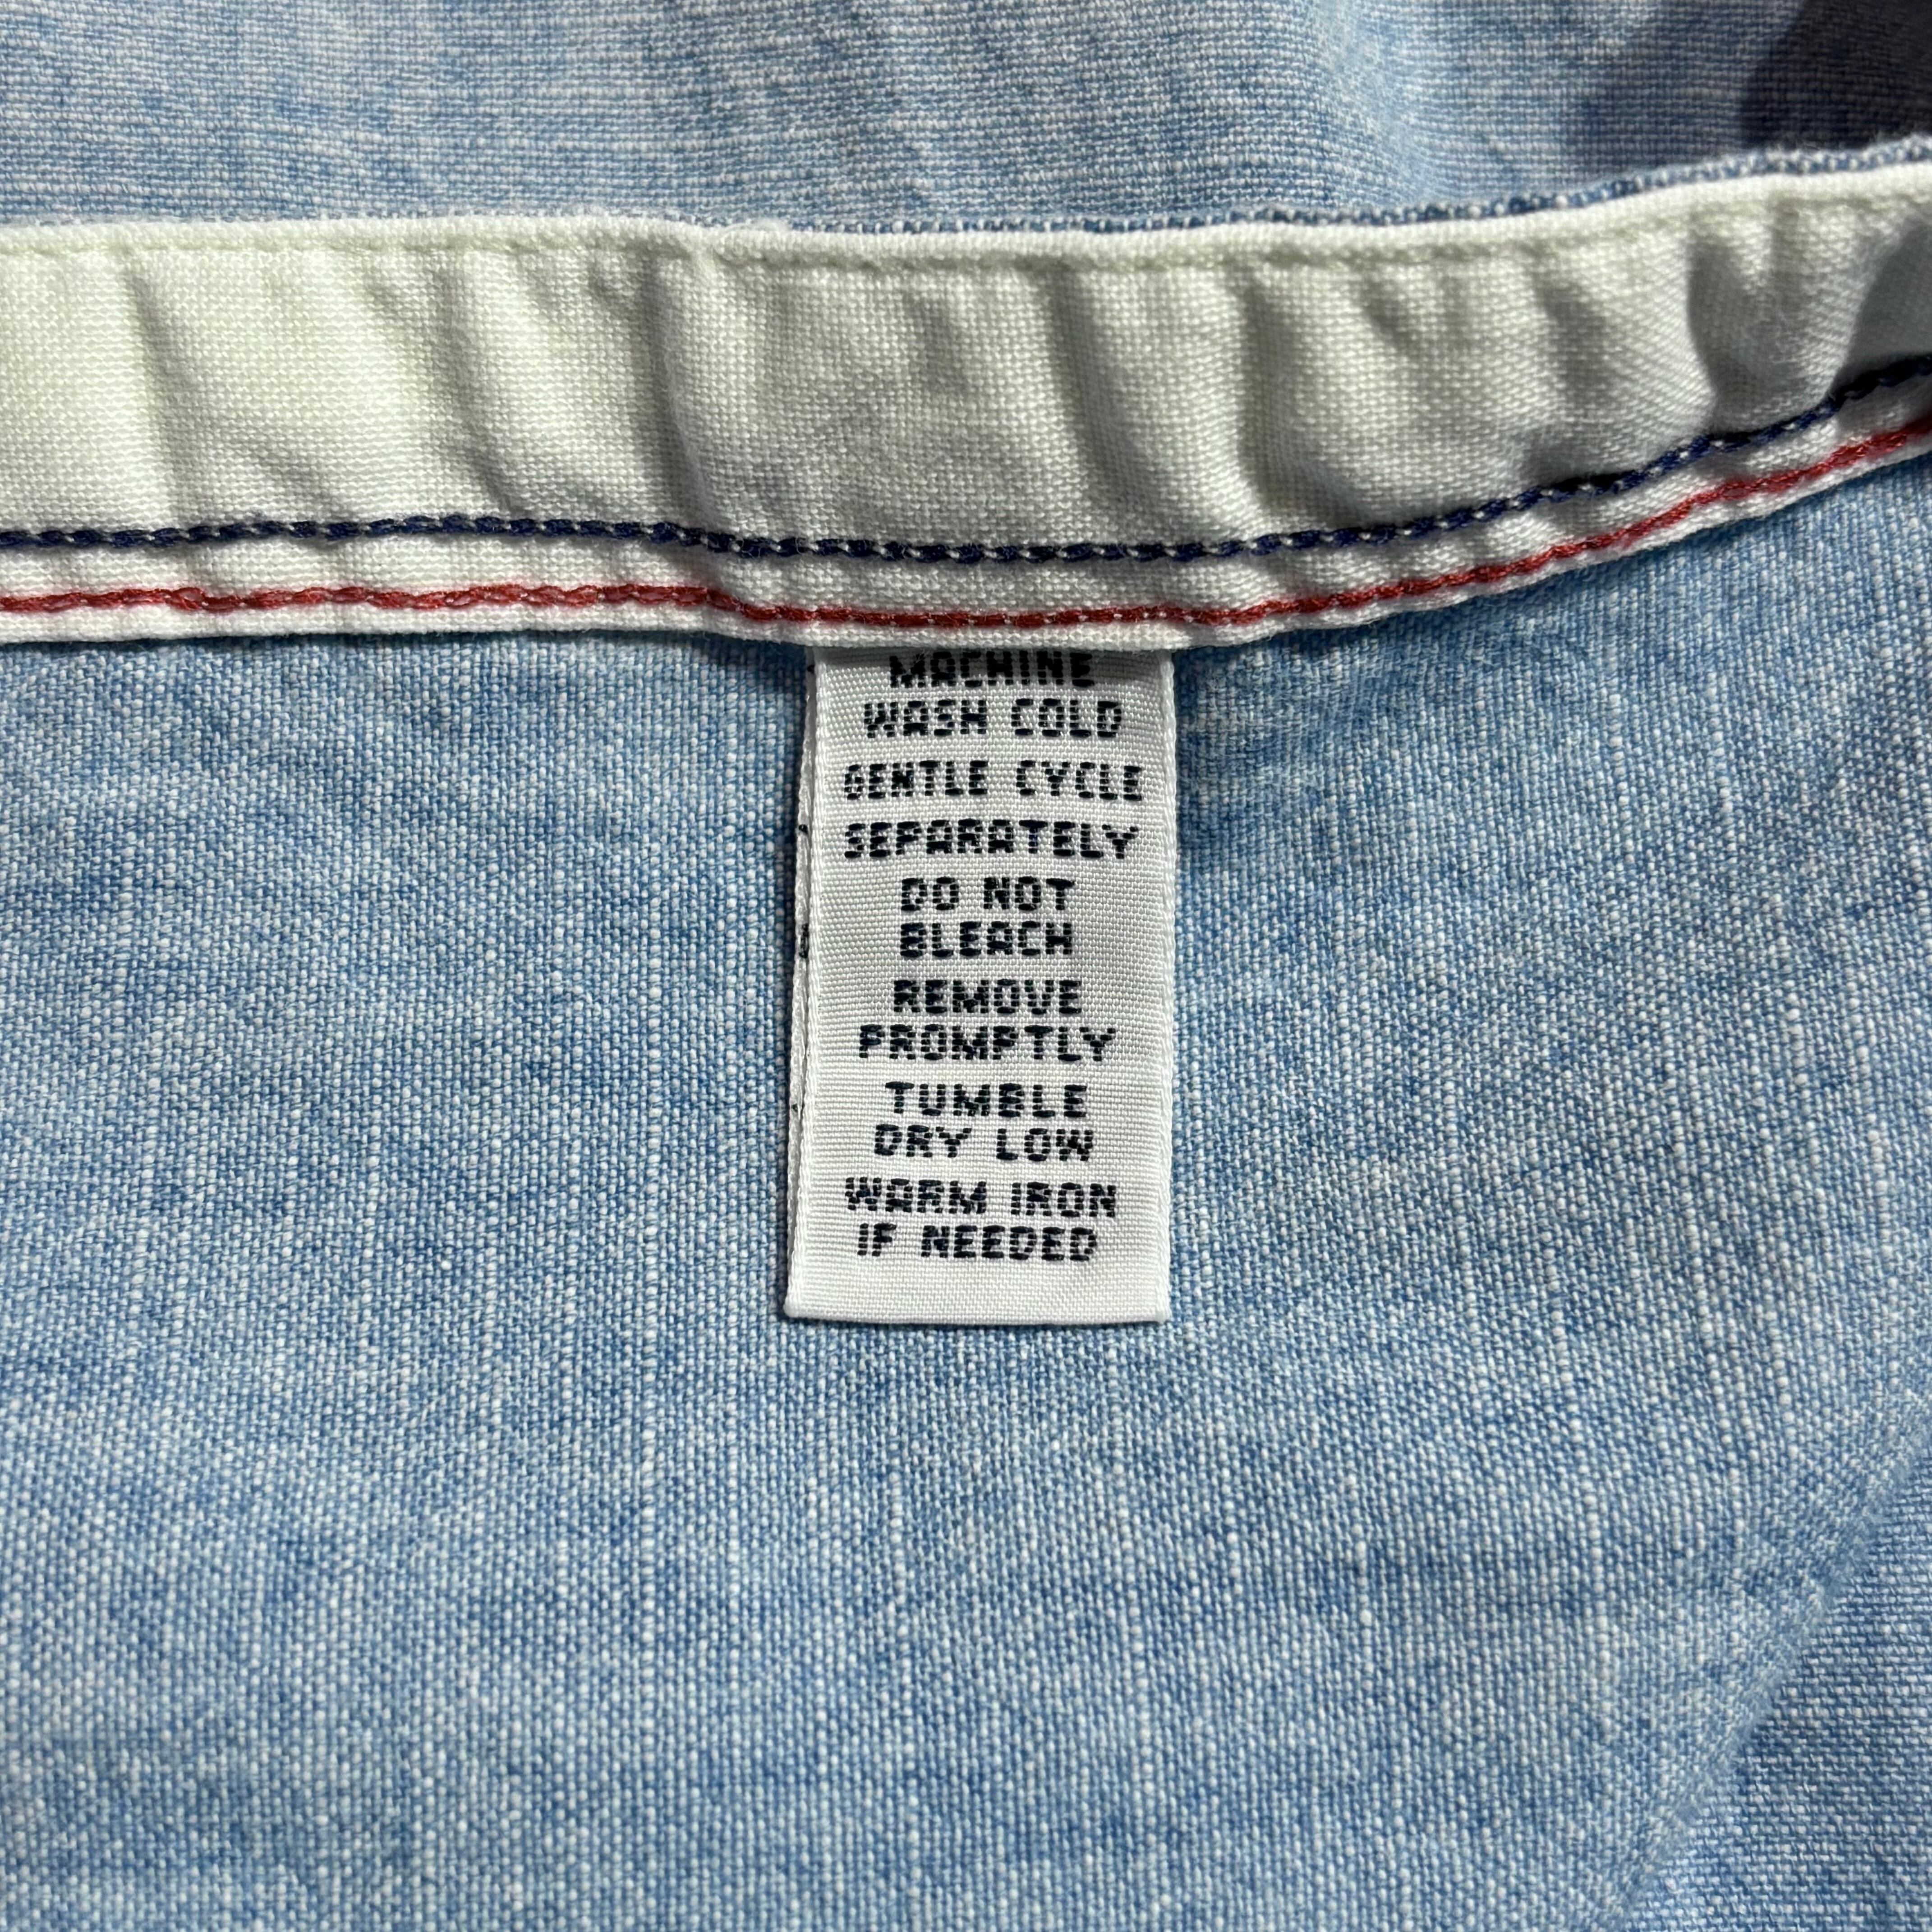 MACHINE
WASH COLD
GENTLE CYCLE
SEPARATELY
DO NOT
BLEACH
REMOVE
PROMPTLY
TUMBLE
DRY LOW
WARM IRON
IF NEEDED